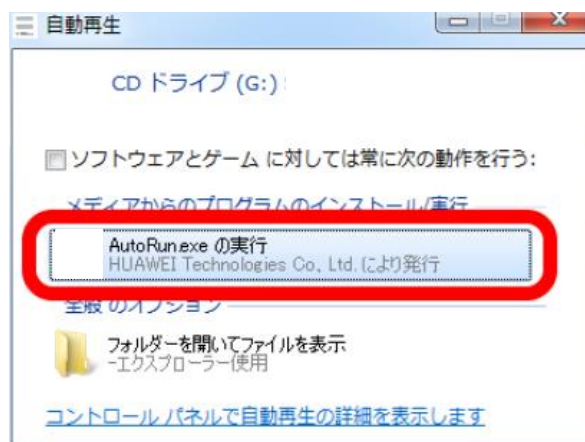 自動再生
CD ドライブ (G:)
ソフトウェアとゲーム に対しては常に次の動作を行う:
メディアからのプログラムのインストール/実行
AutoRun.exe の実行
HUAWEI Technologies Co., Ltd. により発行
全般 のオプション
フォルダーを開いてファイルを表示
-エクスプローラー使用
コントロール パネルで自動再生の詳細を表示します